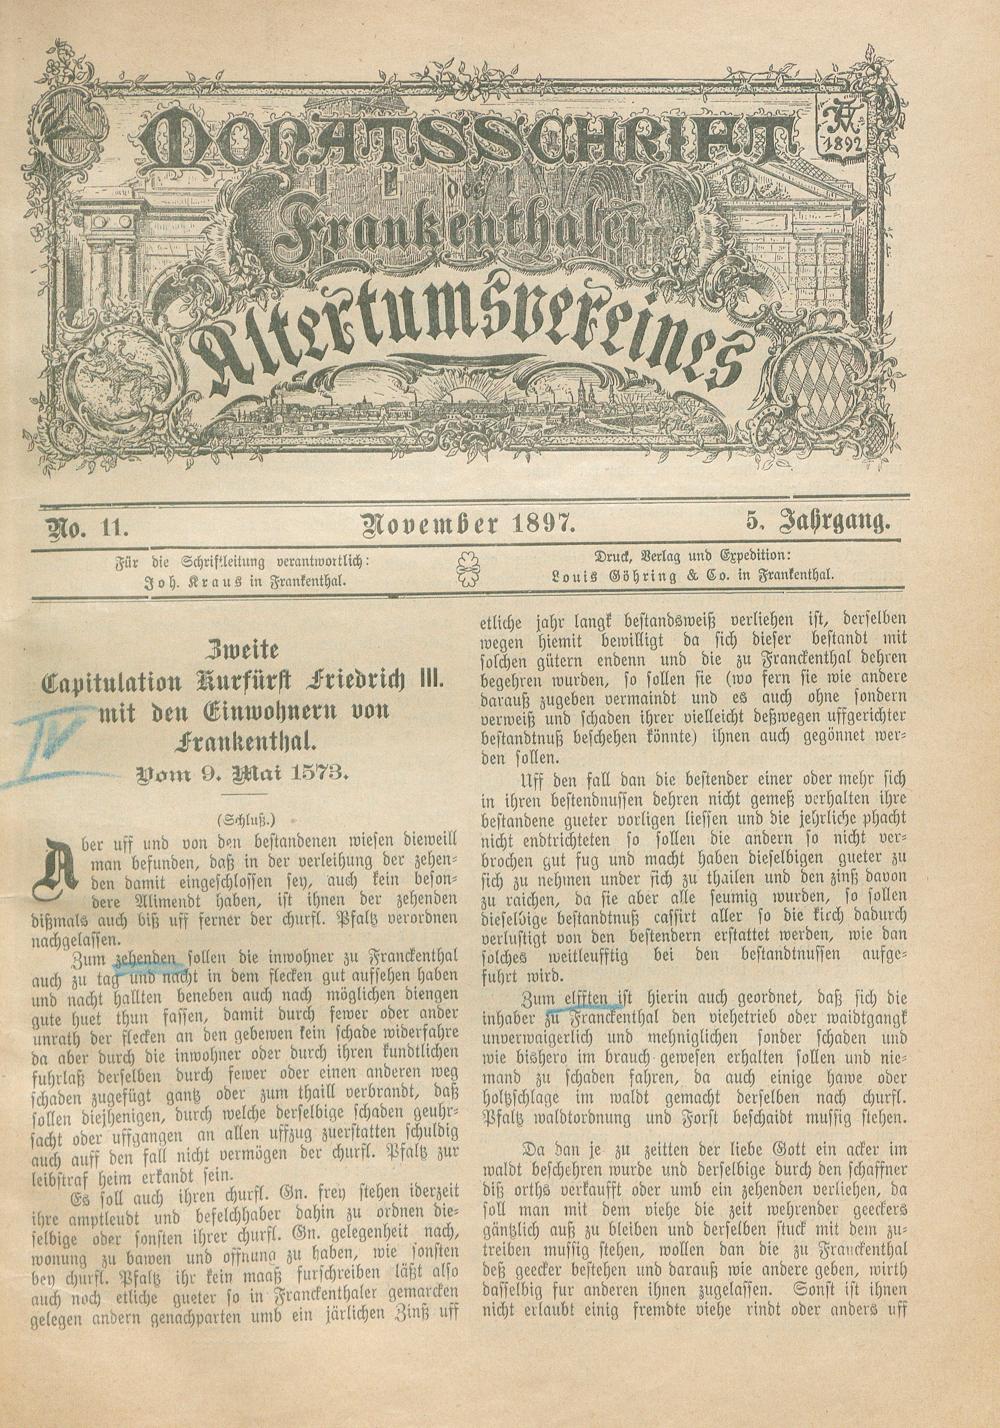 Monatsschrift
AV
1892
des
Frankenthaler
Altertumsvereines
No. 11.
November 1897.
5. Jahrgang.
Für die Schriftleitung verantwortlich:
Joh. Kraus in Frankenthal.
Druck, Verlag und Expedition:
Louis Göhring & Co. in Frankenthal.
Zweite
Capitulation Kurfürst Friedrich III.
mit den Einwohnern von
Frankenthal.
Vom 9. Mai 1573.
IV
(Schluß.)
Aber uff und von den bestandenen wiesen dieweill
man befunden, daß in der verleihung der zehen-
den damit eingeschlossen sey, auch kein beson-
dere Allmendt haben, ist ihnen der zehenden
dißmals auch biß uff ferner der churfl. Pfaltz verordnen
nachgelassen.
Zum zehenden sollen die inwohner zu Franckenthal
auch zu tag und nacht in dem flecken gut auffsehen haben
und nacht hallten beneben auch nach möglichen diengen
gute huet thun fassen, damit durch fewer oder ander
unrath der flecken an den gebewen kein schade widerfahre
da aber durch die inwohner oder durch ihren kundtlichen
fuhrlaß derselben durch fewer oder einen anderen weg
schaden zugefügt gantz oder zum thaill verbrandt, daß
sollen diejhenigen, durch welche derselbige schaden geuhr-
sacht oder uffgangen an allen uffzug zuerstatten schuldig
auch auff den fall nicht vermögen der churfl. Pfaltz zur
leibstraf heim erkandt sein.
Es soll auch ihren churfl. Gn. frey stehen iderzeit
ihre amptleudt und befelchhaber dahin zu ordnen die-
selbige oder sonsten ihrer churfl. Gn. gelegenheit nach,
wonung zu bawen und offnung zu haben, wie sonsten
bey churfl. Pfaltz ihr kein maaß furschreiben läßt also
auch noch etliche gueter so in Franckenthaler gemarcken
gelegen andern genachparten umb ein järlichen Zinß uff
etliche jahr langk bestandsweiß verliehen ist, derselben
wegen hiemit bewilligt da sich dieser bestandt mit
solchen gütern endenn und die zu Franckenthal dehren
begehren wurden, so sollen sie (wo fern sie wie andere
darauß zugeben vermaindt und es auch ohne sondern
verweiß und schaden ihrer vielleicht deßwegen uffgerichter
bestandtnuß beschehen könnte) ihnen auch gegönnet wer-
den sollen.
Uff den fall dan die bestender einer oder mehr sich
in ihren bestendnussen dehren nicht gemeß verhalten ihre
bestandene gueter vorligen liessen und die jehrliche phacht
nicht endtrichteten so sollen die andern so nicht ver-
brochen gut fug und macht haben dieselbigen gueter zu
sich zu nehmen under sich zu thailen und den zinß davon
zu raichen, da sie aber alle seumig wurden, so sollen
dieselbige bestandtnuß cassirt aller so die kirch dadurch
verlustigt von den bestendern erstattet werden, wie dan
solches weitleufftig bei den bestandtnussen aufge-
fuhrt wird.
Zum elfften ist hierin auch geordnet, daß sich die
inhaber zu Franckenthal den viehetrieb oder waidtgangk
unverwaigerlich und mehniglichen sonder schaden und
wie bishero im brauch gewesen erhalten sollen und nie-
mand zu schaden fahren, da auch einige hawe oder
holtzschlage im waldt gemacht derselben nach churfl.
Pfaltz waldtordnung und Forst beschaidt mussig stehen.
Da dan je zu zeitten der liebe Gott ein acker im
waldt beschehren wurde und derselbige durch den schaffner
diß orths verkaufft oder umb ein zehenden verliehen, da
soll man mit dem viehe die zeit wehrender geeckers
gäntzlich auß zu bleiben und derselben stuck mit dem zu-
treiben mussig stehen, wollen dan die zu Franckenthal
deß geecker bestehen und darauß wie andere geben, wirth
dasselbig fur anderen ihnen zugelassen. Sonst ist ihnen
nicht erlaubt einig frembte viehe rindt oder anders uff